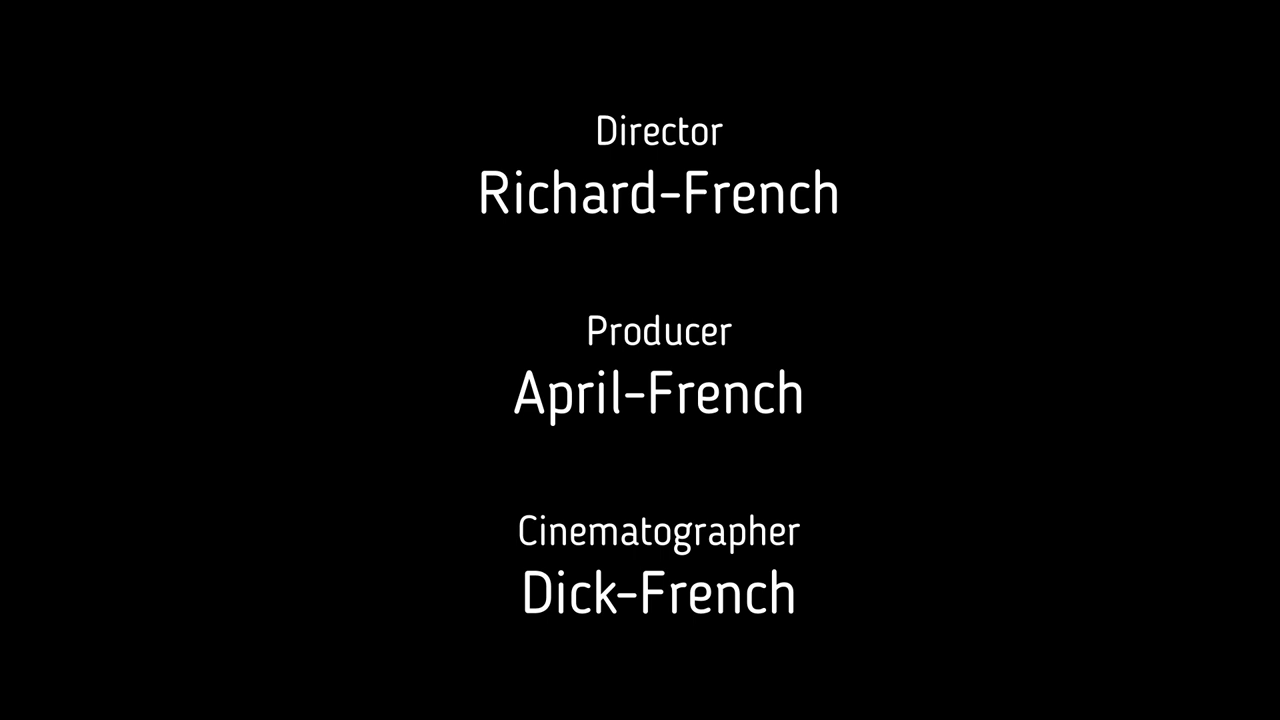 Director
Richard-French
Producer
April-French
Cinematographer
Dick-French